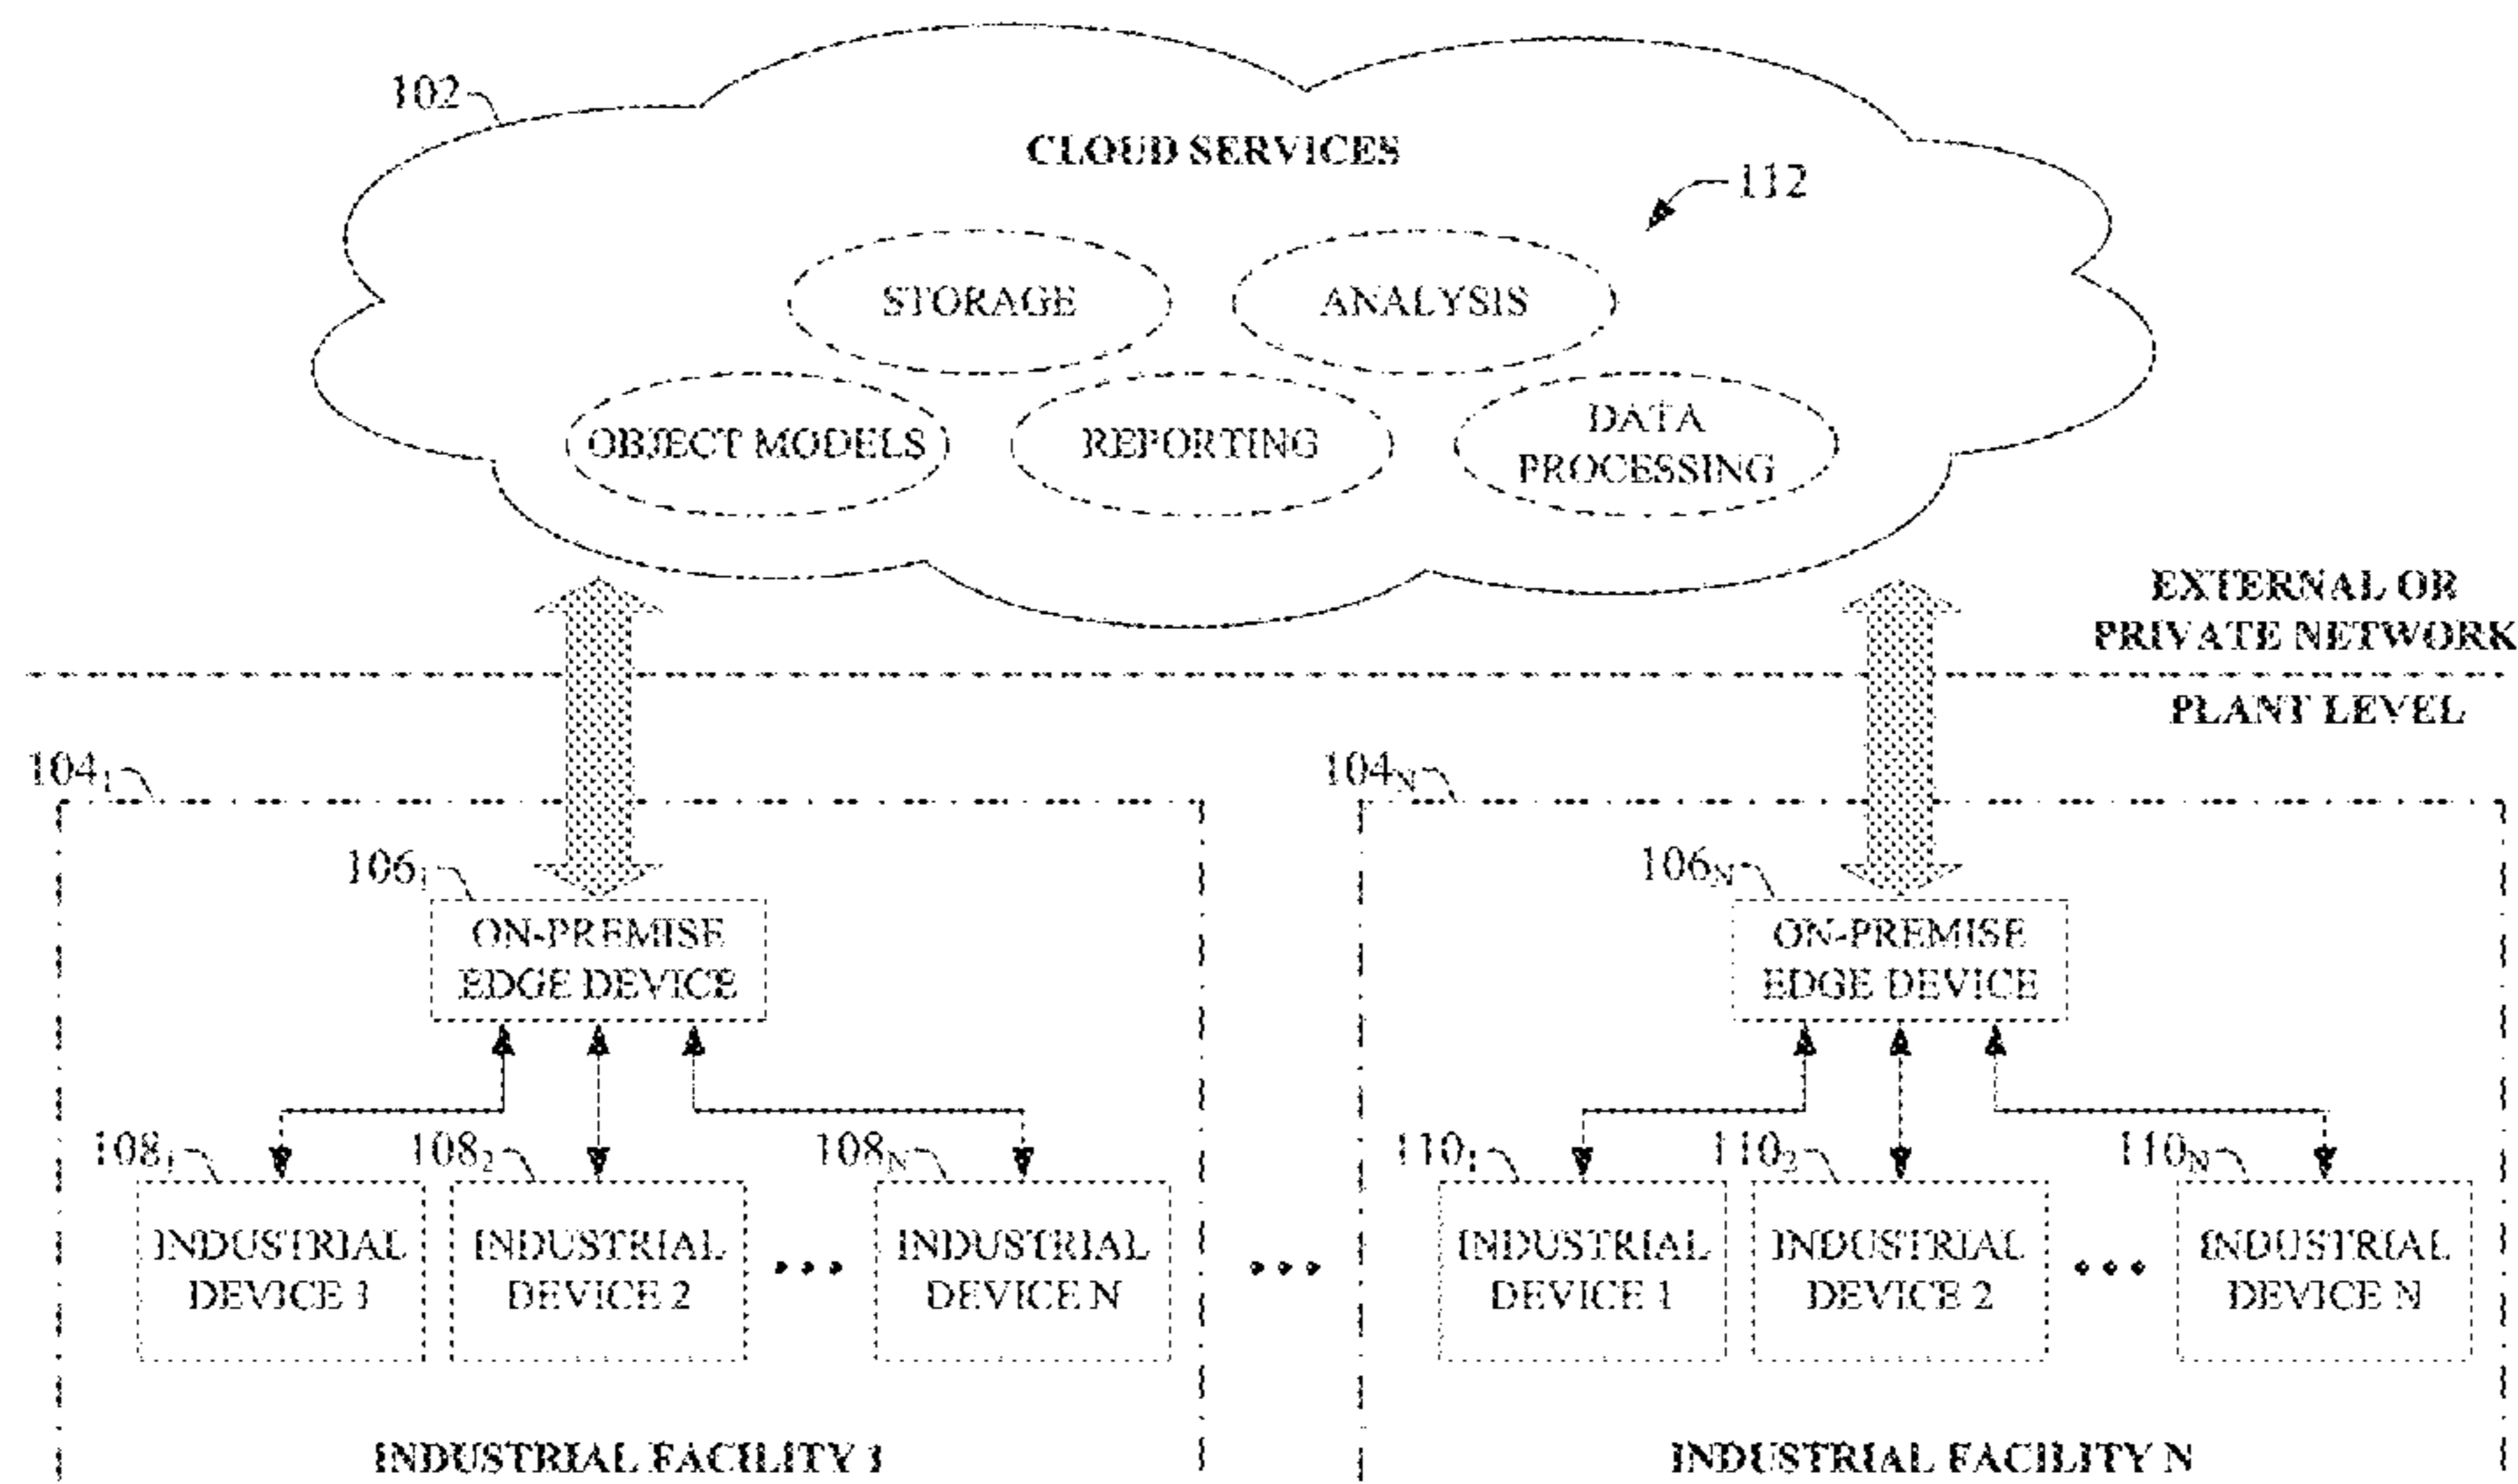 102
CLOUD SERVICES
112
STORAGE
ANALYSIS
OBJECT MODELS
REPORTING
DATA
PROCESSING
EXTERNAL OR
PRIVATE NETWORK
PLANT LEVEL
104₁
104N
106₁
106N
ON-PREMISE
EDGE DEVICE
ON-PREMISE
EDGE DEVICE
108₁
108₂
108N
110₁
110₂
110N
INDUSTRIAL
DEVICE 1
INDUSTRIAL
DEVICE 2
•••
INDUSTRIAL
DEVICE N
•••
INDUSTRIAL
DEVICE 1
INDUSTRIAL
DEVICE 2
•••
INDUSTRIAL
DEVICE N
INDUSTRIAL FACILITY 1
INDUSTRIAL FACILITY N